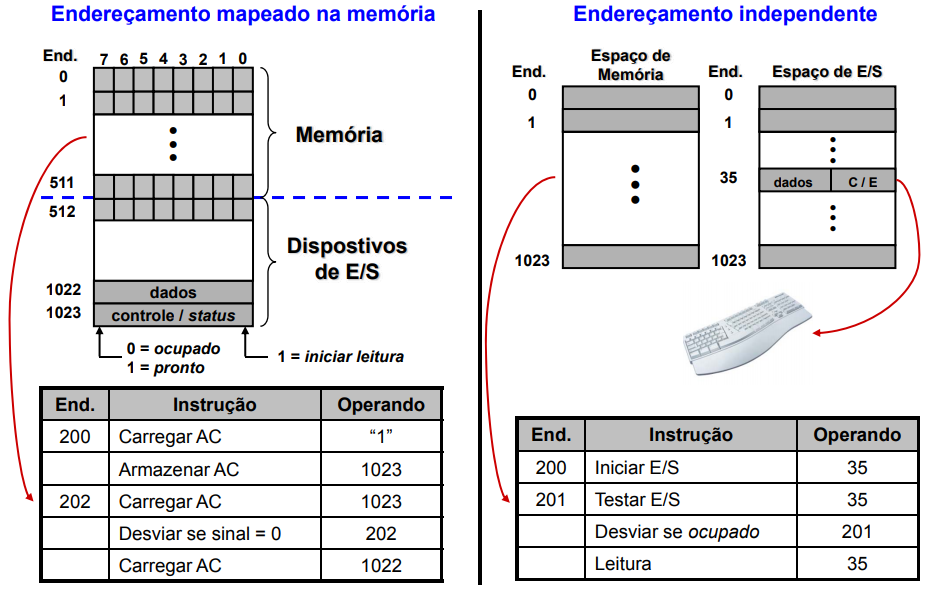 Endereçamento mapeado na memória
End.
7 6 5 4 3 2 1 0
0
1
Memória
511
512
Dispostivos
de E/S
1022 dados
1023 controle / status
0 = ocupado
1 = pronto
1 = iniciar leitura
End. Instrução Operando
200 Carregar AC “1”
Armazenar AC 1023
202 Carregar AC 1023
Desviar se sinal = 0 202
Carregar AC 1022
Endereçamento independente
Espaço de
Memória
End.
0
1
1023
End. Espaço de E/S
0
1
35 dados C / E
1023
End. Instrução Operando
200 Iniciar E/S 35
201 Testar E/S 35
Desviar se ocupado 201
Leitura 35